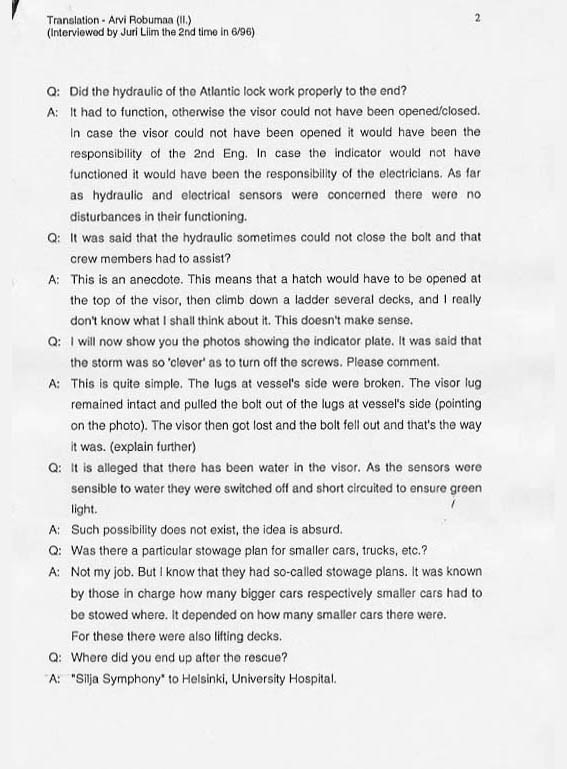 Translation - Arvi Robumaa (II.)
2
(Interviewed by Juri Liim the 2nd time in 6/96)
Q: Did the hydraulic of the Atlantic lock work properly to the end?
A: It had to function, otherwise the visor could not have been opened/closed.
In case the visor could not have been opened it would have been the
responsibility of the 2nd Eng. In case the indicator would not have
functioned it would have been the responsibility of the electricians. As far
as hydraulic and electrical sensors were concerned there were no
disturbances in their functioning.
Q: It was said that the hydraulic sometimes could not close the bolt and that
crew members had to assist?
A: This is an anecdote. This means that a hatch would have to be opened at
the top of the visor, then climb down a ladder several decks, and I really
don't know what I shall think about it. This doesn't make sense.
Q: I will now show you the photos showing the indicator plate. It was said that
the storm was so 'clever' as to turn off the screws. Please comment.
A: This is quite simple. The lugs at vessel's side were broken. The visor lug
remained intact and pulled the bolt out of the lugs at vessel's side (pointing
on the photo). The visor then got lost and the bolt fell out and that's the way
it was. (explain further)
Q: It is alleged that there has been water in the visor. As the sensors were
sensible to water they were switched off and short circuited to ensure green
light.
A: Such possibility does not exist, the idea is absurd.
Q: Was there a particular stowage plan for smaller cars, trucks, etc.?
A: Not my job. But I know that they had so-called stowage plans. It was known
by those in charge how many bigger cars respectively smaller cars had to
be stowed where. It depended on how many smaller cars there were.
For these there were also lifting decks.
Q: Where did you end up after the rescue?
A: "Silja Symphony" to Helsinki, University Hospital.